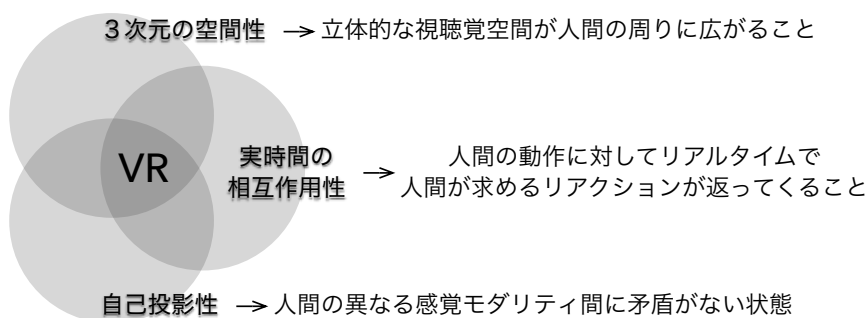 ３次元の空間性 → 立体的な視聴覚空間が人間の周りに広がること
VR
実時間の
相互作用性
→
人間の動作に対してリアルタイムで
人間が求めるリアクションが返ってくること
自己投影性 → 人間の異なる感覚モダリティ間に矛盾がない状態